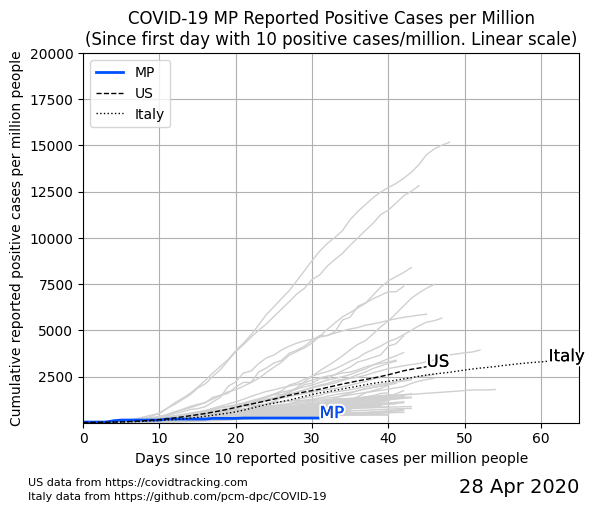 COVID-19 MP Reported Positive Cases per Million
(Since first day with 10 positive cases/million. Linear scale)
Cumulative reported positive cases per million people
20000
17500
15000
12500
10000
7500
5000
2500
MP
US
Italy
US
Italy
MP
0 10 20 30 40 50 60
Days since 10 reported positive cases per million people
US data from https://covidtracking.com
Italy data from https://github.com/pcm-dpc/COVID-19
28 Apr 2020